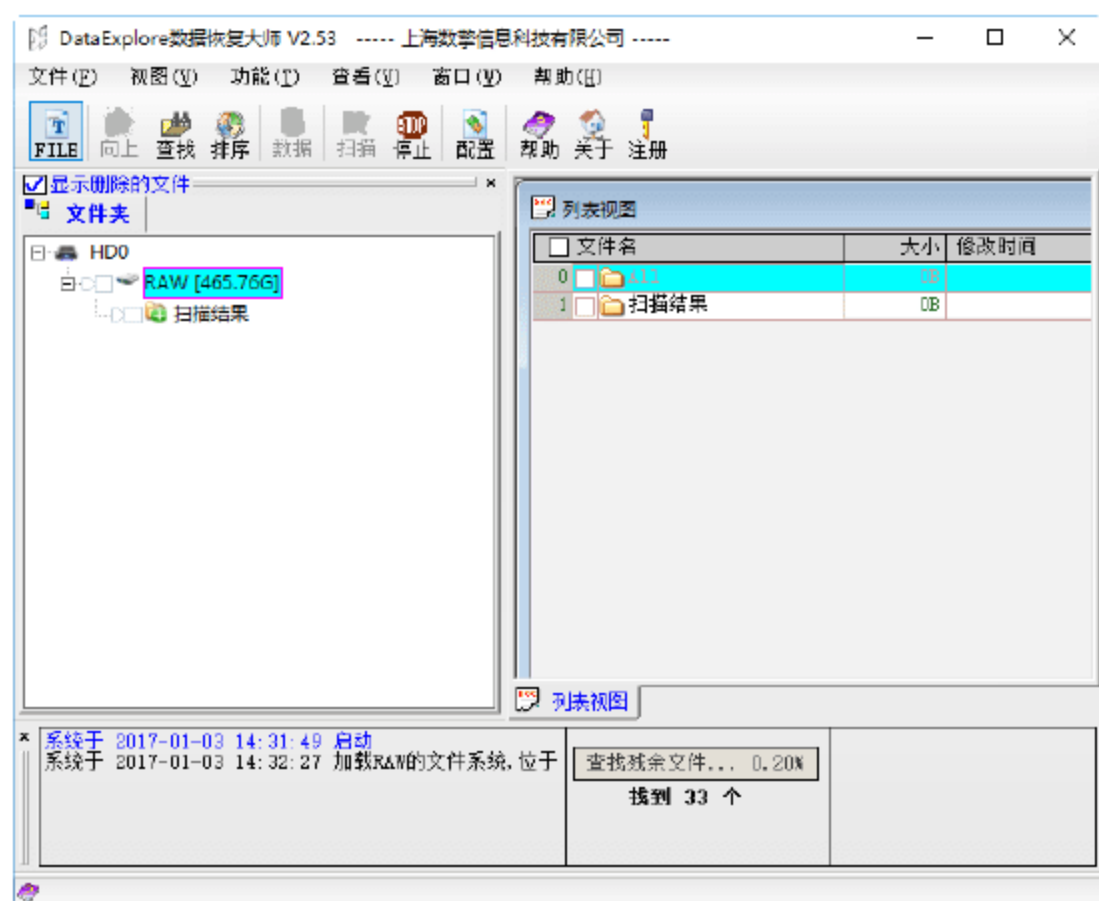 DataExplore数据恢复大师 V2.53 ----- 上海数擎信息科技有限公司 -----
文件(F) 视图(V) 功能(T) 查看(V) 窗口(W) 帮助(H)
FILE 向上 查找 排序 数据 扫描 停止 配置 帮助 关于 注册
显示删除的文件
文件夹
HD0
RAW [465.76G]
扫描结果
列表视图
文件名 大小 修改时间
0 All 0B
1 扫描结果 0B
列表视图
系统于 2017-01-03 14:31:49 启动
系统于 2017-01-03 14:32:27 加载RAW的文件系统,位于
查找残余文件... 0.20%
找到 33 个